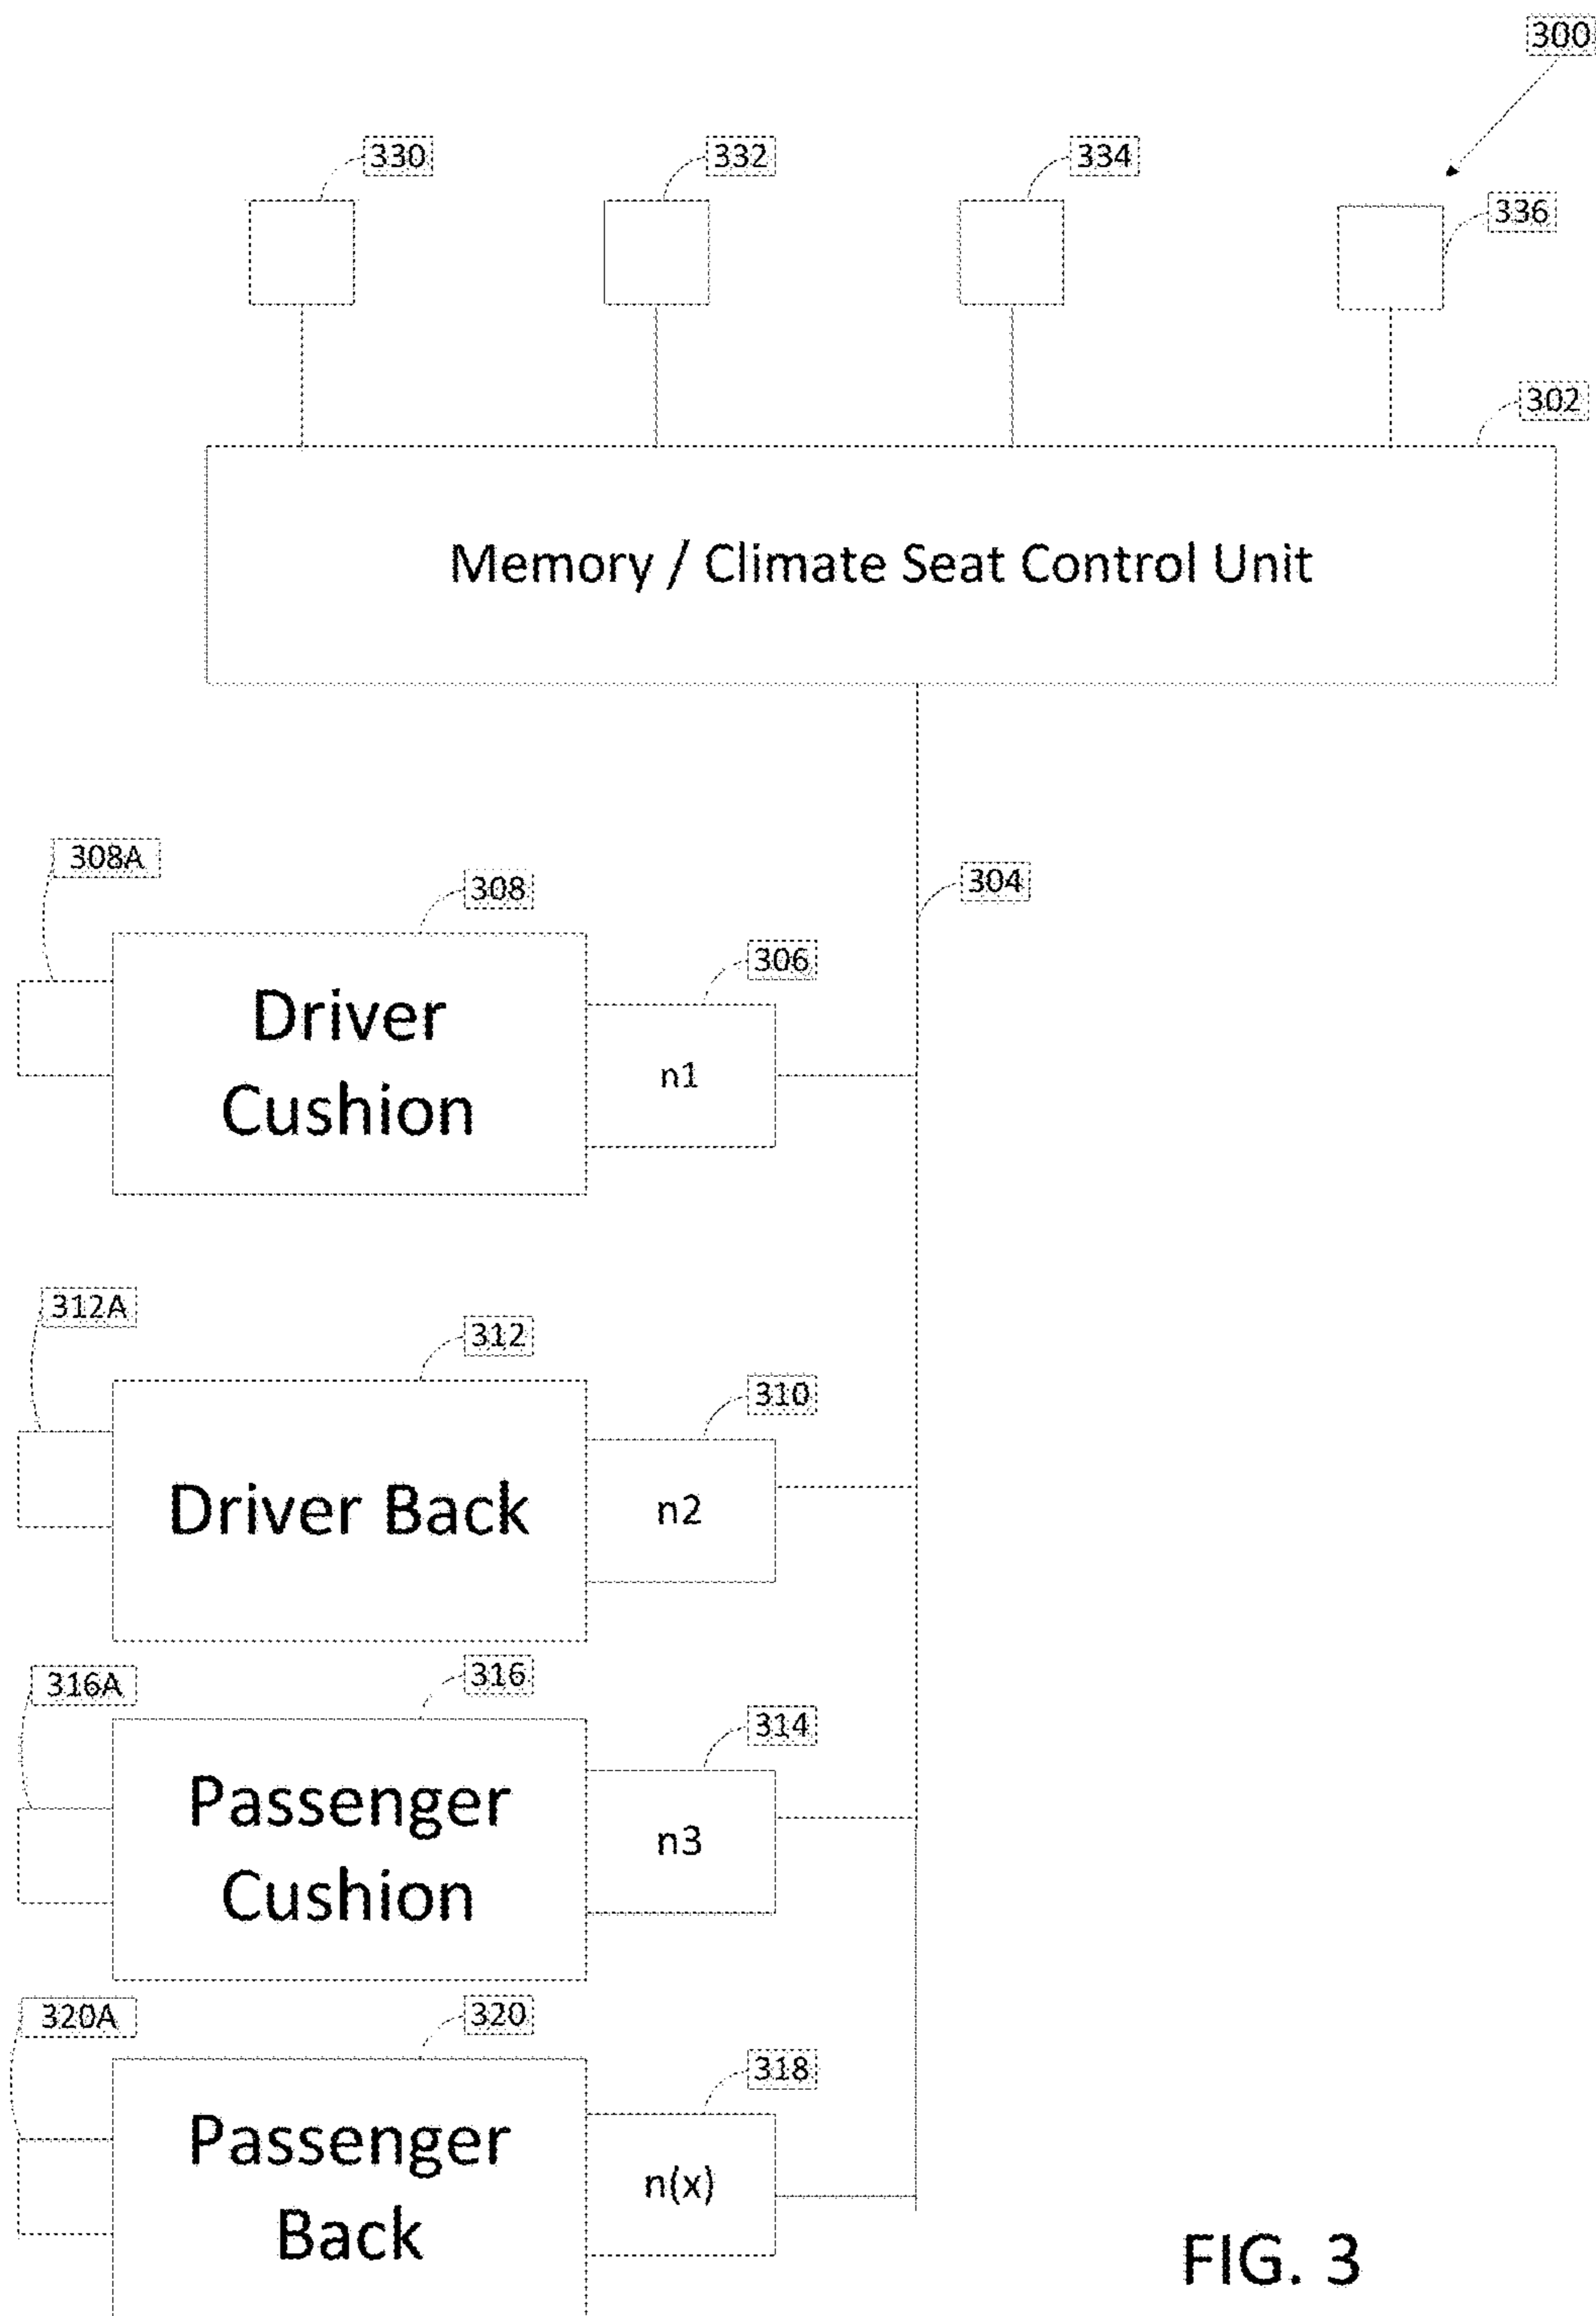 300
330
332
334
336
302
Memory / Climate Seat Control Unit
308A
308
304
306
Driver
Cushion
n1
312A
312
310
Driver Back
n2
316A
316
314
Passenger
Cushion
n3
320A
320
318
Passenger
Back
n(x)
FIG. 3